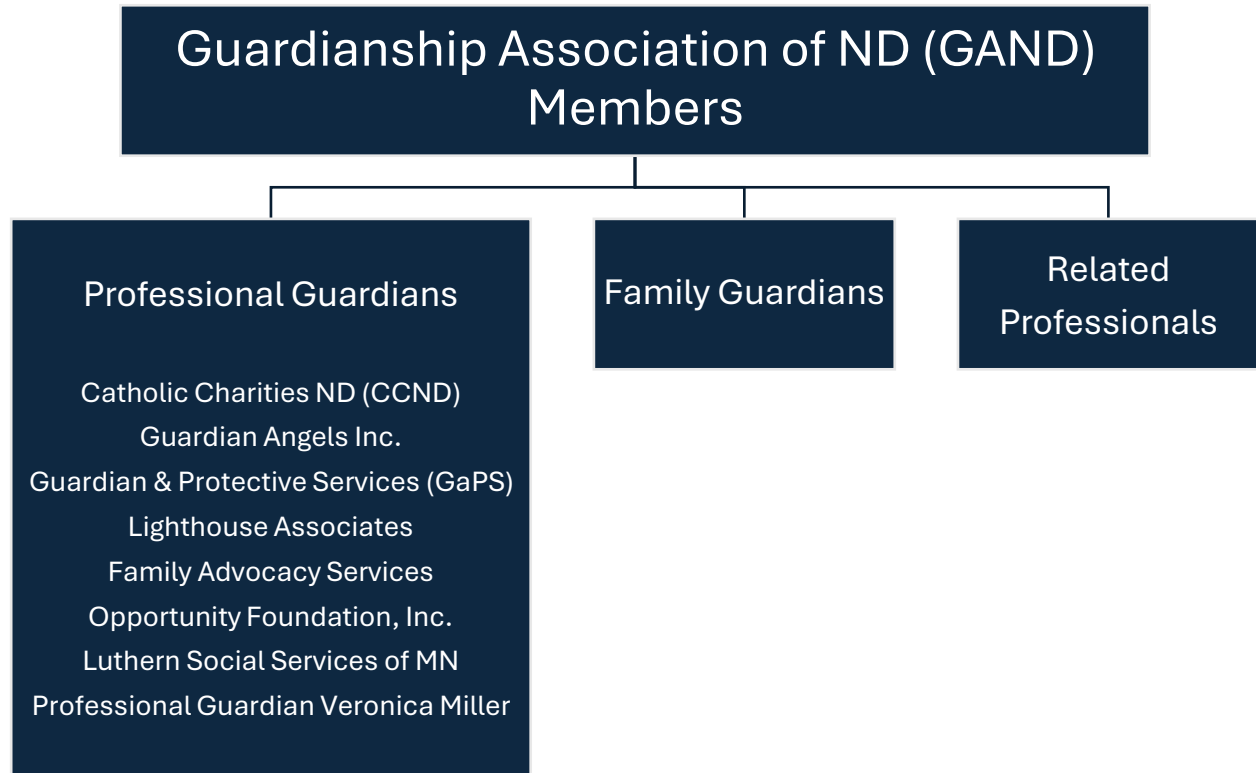 Guardianship Association of ND (GAND)
Members
Professional Guardians
Catholic Charities ND (CCND)
Guardian Angels Inc.
Guardian & Protective Services (GaPS)
Lighthouse Associates
Family Advocacy Services
Opportunity Foundation, Inc.
Luthern Social Services of MN
Professional Guardian Veronica Miller
Family Guardians
Related
Professionals